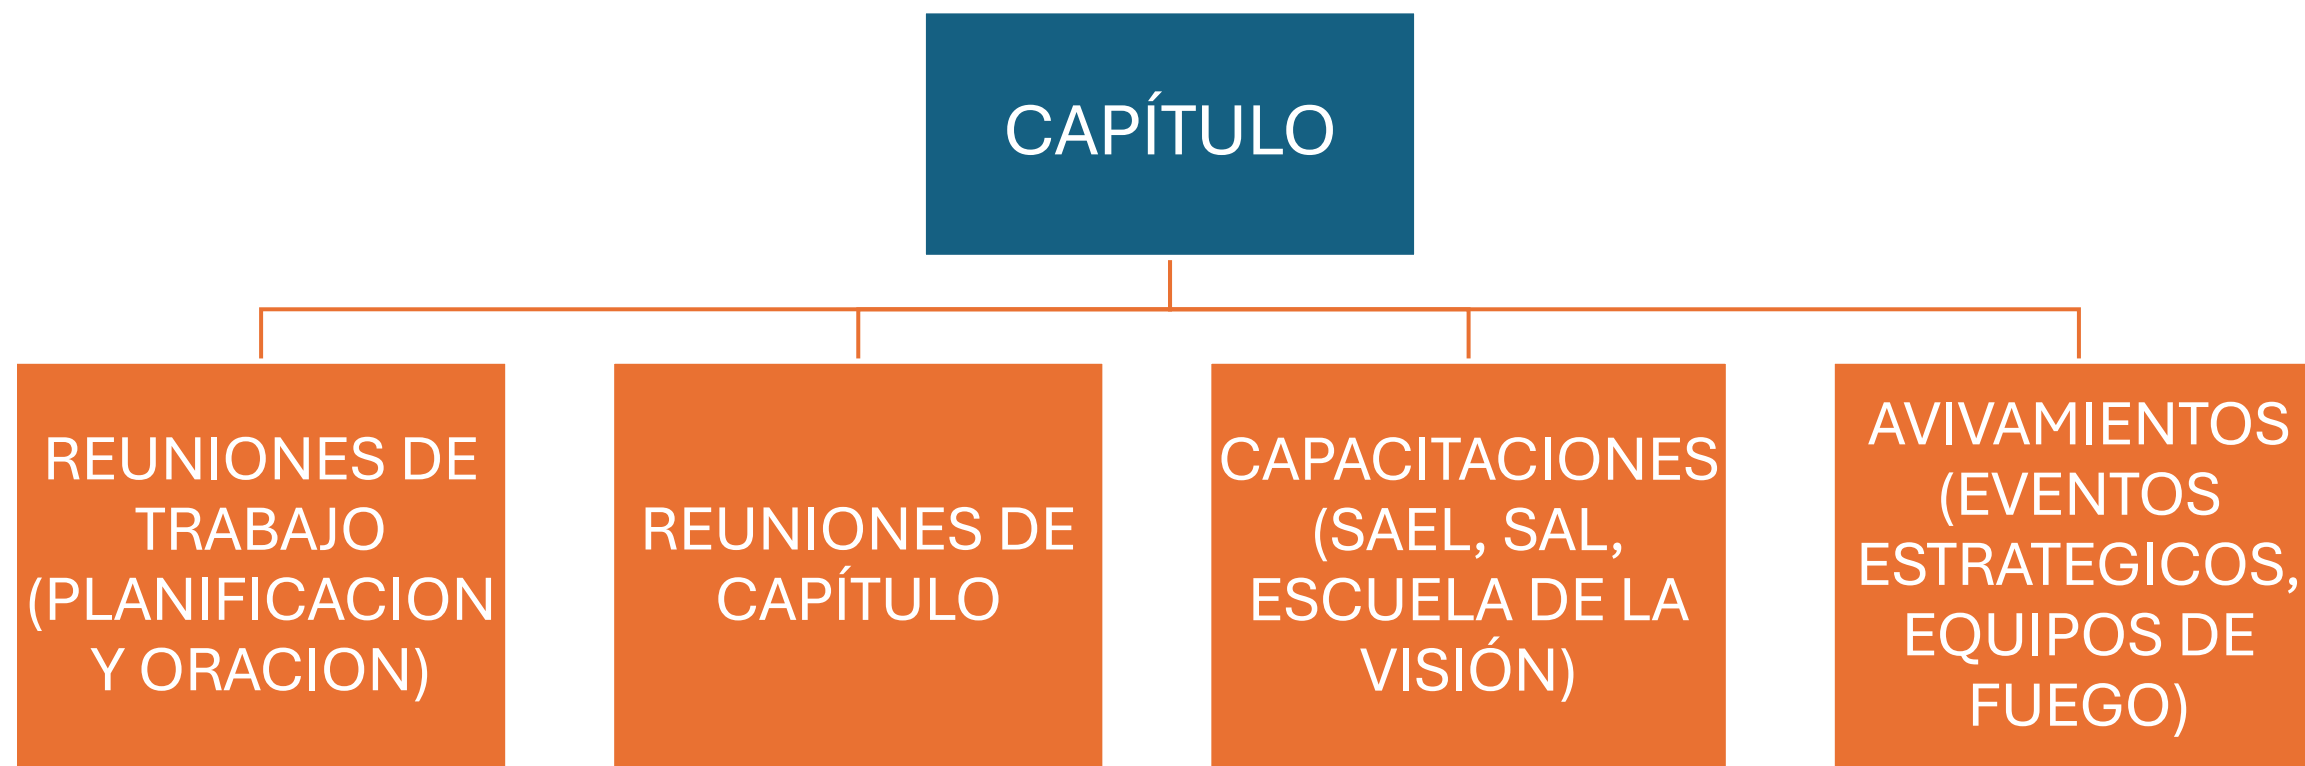 CAPÍTULO
REUNIONES DE
TRABAJO
(PLANIFICACION
Y ORACION)
REUNIONES DE
CAPÍTULO
CAPACITACIONES
(SAEL, SAL,
ESCUELA DE LA
VISIÓN)
AVIVAMIENTOS
(EVENTOS
ESTRATEGICOS,
EQUIPOS DE
FUEGO)